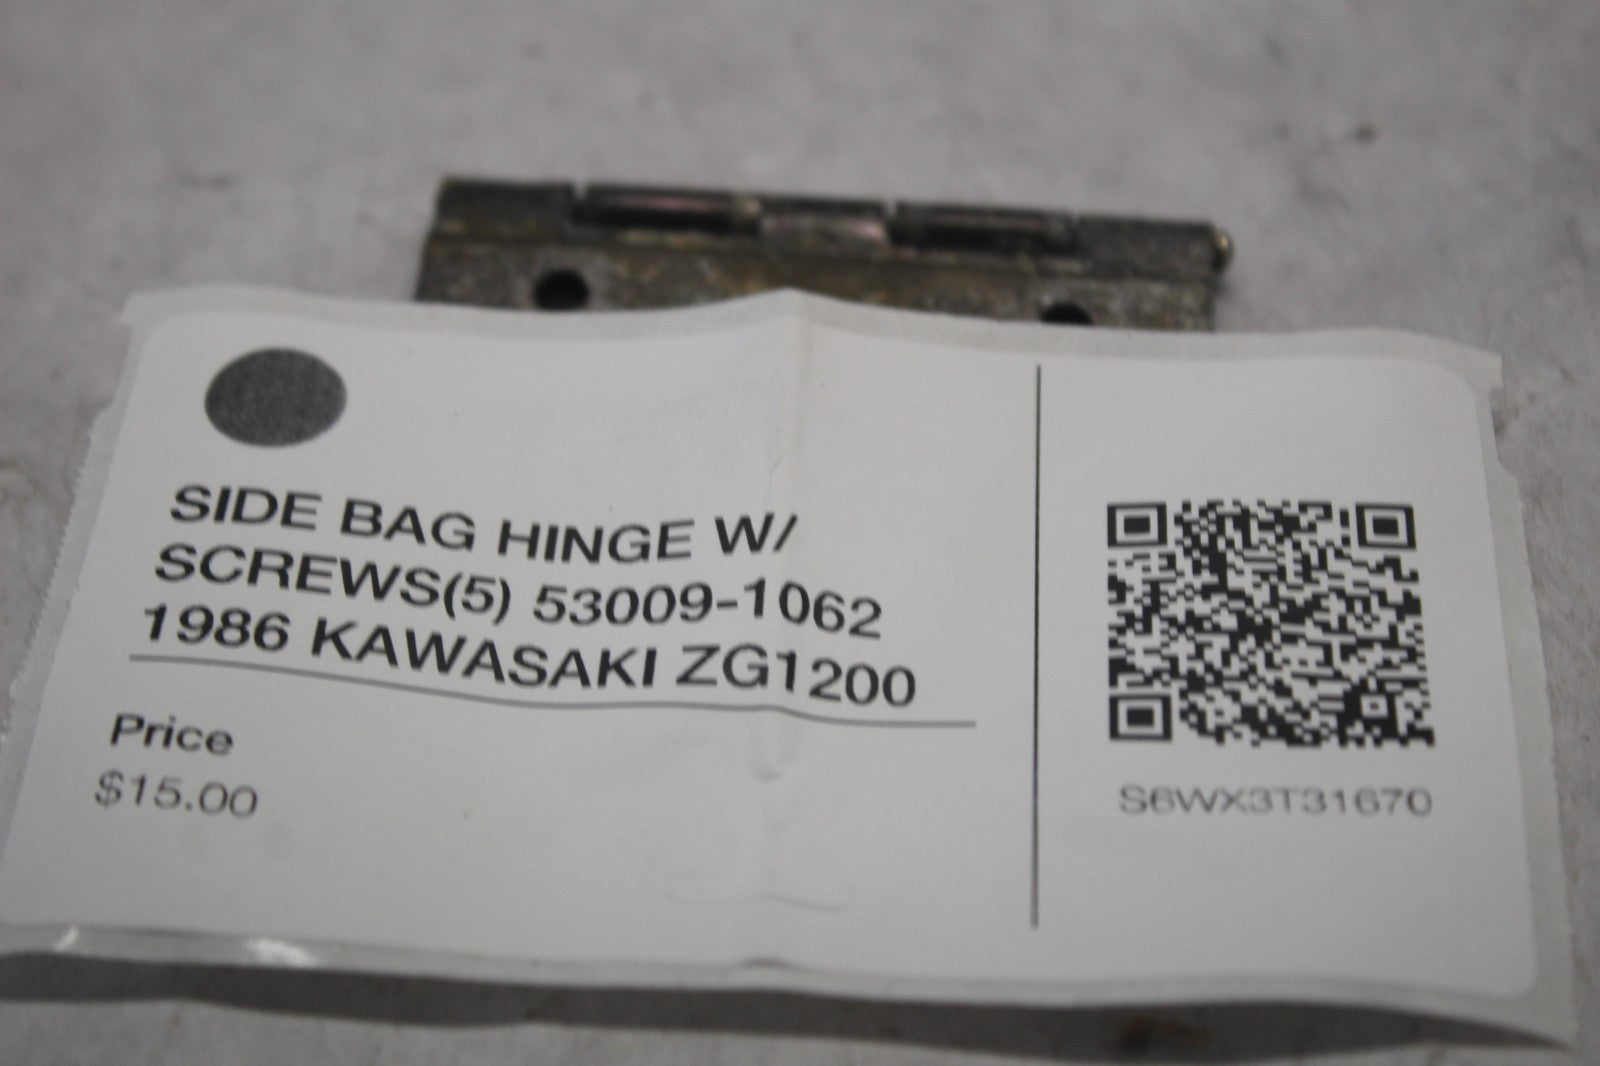 SIDE BAG HINGE W/
SCREWS(5) 53009-1062
1986 KAWASAKI ZG1200
Price
$15.00
S6WX3T31670